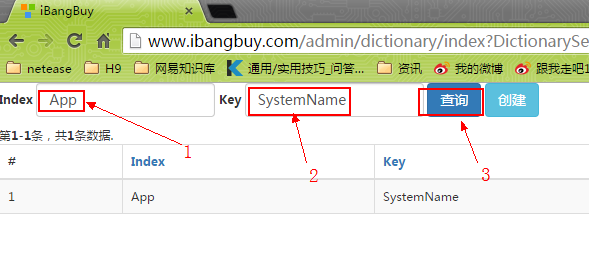 iBangBuy
www.ibangbuy.com/admin/dictionary/index?DictionarySe
netease H9 网易知识库 通用/实用技巧_问答... 资讯 我的微博 跟我走吧1
Index App Key SystemName 查询 创建
第1-1条，共1条数据.
1 2 3
# Index Key
1 App SystemName